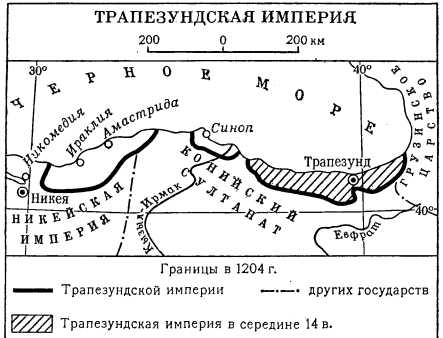 ТРАПЕЗУНДСКАЯ ИМПЕРИЯ
200 0 200 км
30° 40°
ЧЕРНОЕ МОРЕ
ГРУЗИНСКОЕ ЦАРСТВО
Никомедия
Ираклия
Амастрида
Синоп
Трапезунд
Никея
НИКЕЙСКАЯ
ИМПЕРИЯ
КОНИЙСКИЙ
СУЛТАНАТ
Кызыл-Ирмак
Евфрат
40°
Границы в 1204 г.
Трапезундской империи
других государств
Трапезундская империя в середине 14 в.